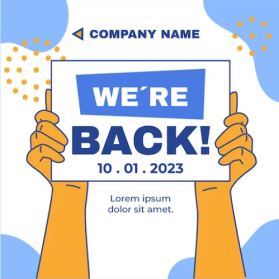 COMPANY NAME
WE´RE
BACK!
10 . 01 . 2023
Lorem ipsum
dolor sit amet.